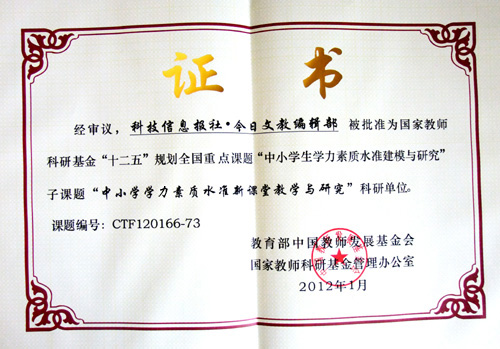 证书
经审议，科技信息报社·今日文教编辑部 被批准为国家教师
科研基金“十二五”规划全国重点课题“中小学生学力素质水准建模与研究”
子课题“中小学学力素质水准新课堂教学与研究”科研单位。
课题编号：CTF120166-73
教育部中国教师发展基金会
国家教师科研基金管理办公室
2012年1月